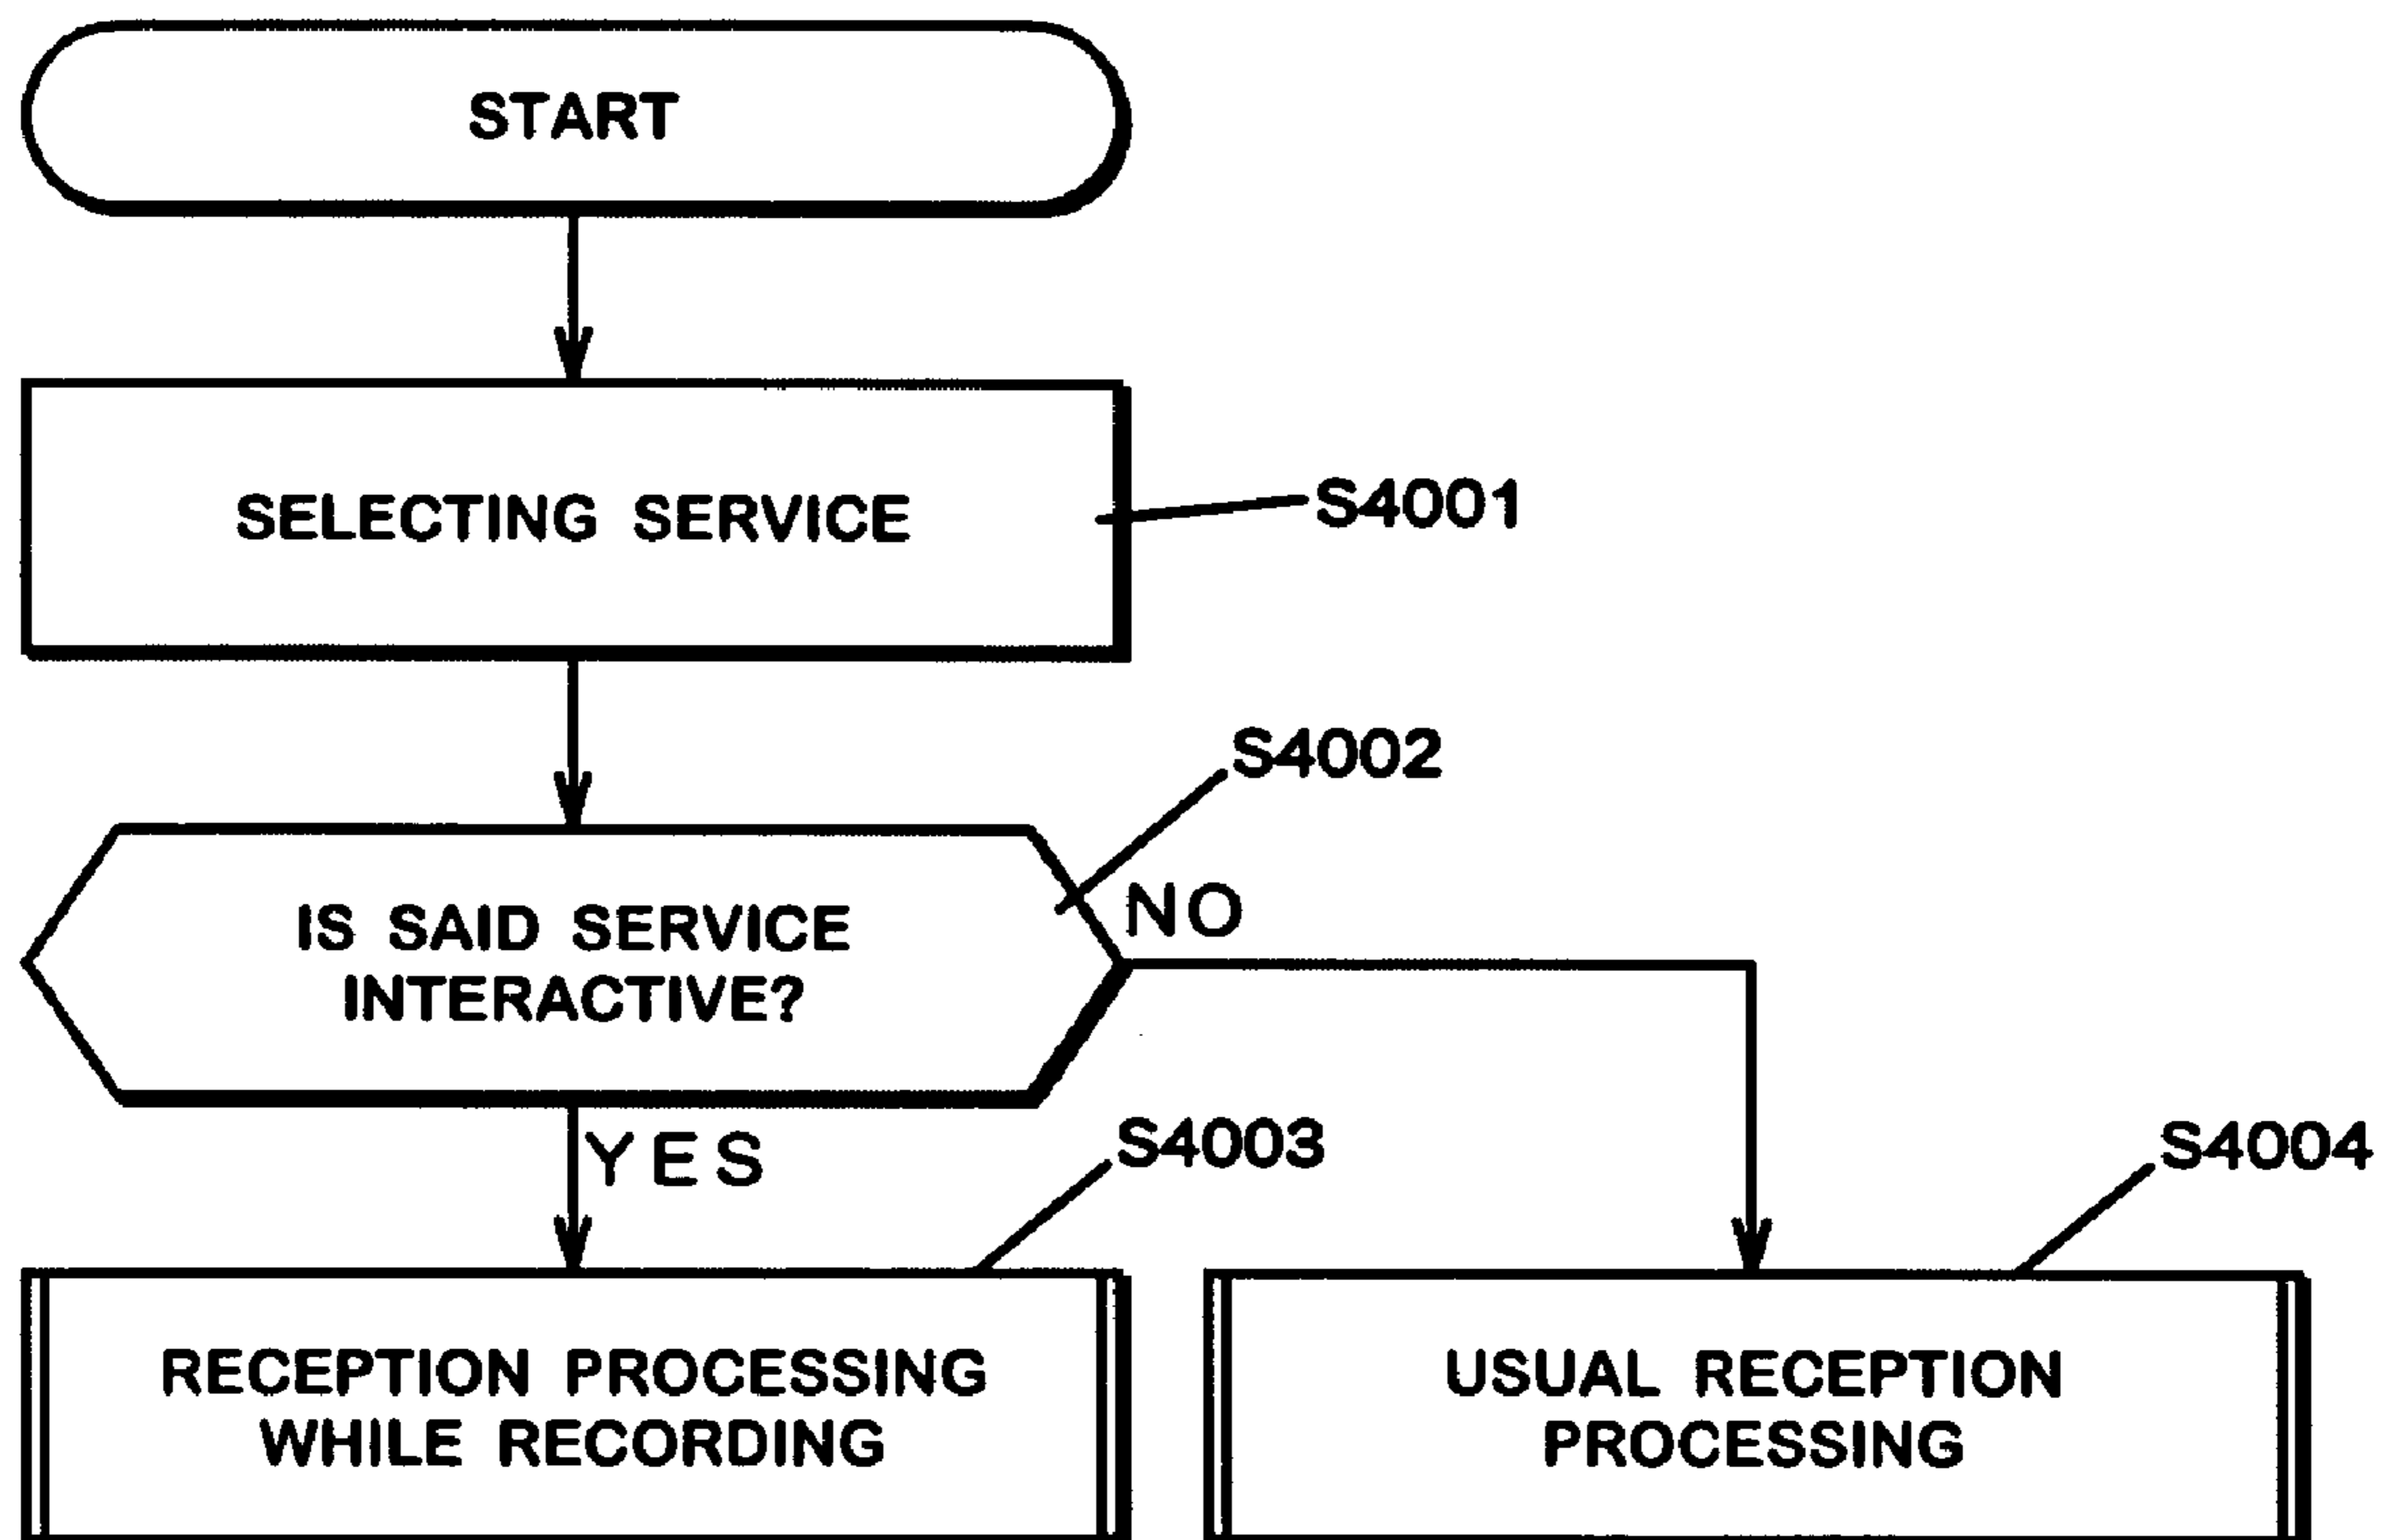 START
SELECTING SERVICE
S4001
S4002
IS SAID SERVICE
INTERACTIVE?
NO
YES
S4003
S4004
RECEPTION PROCESSING
WHILE RECORDING
USUAL RECEPTION
PROCESSING